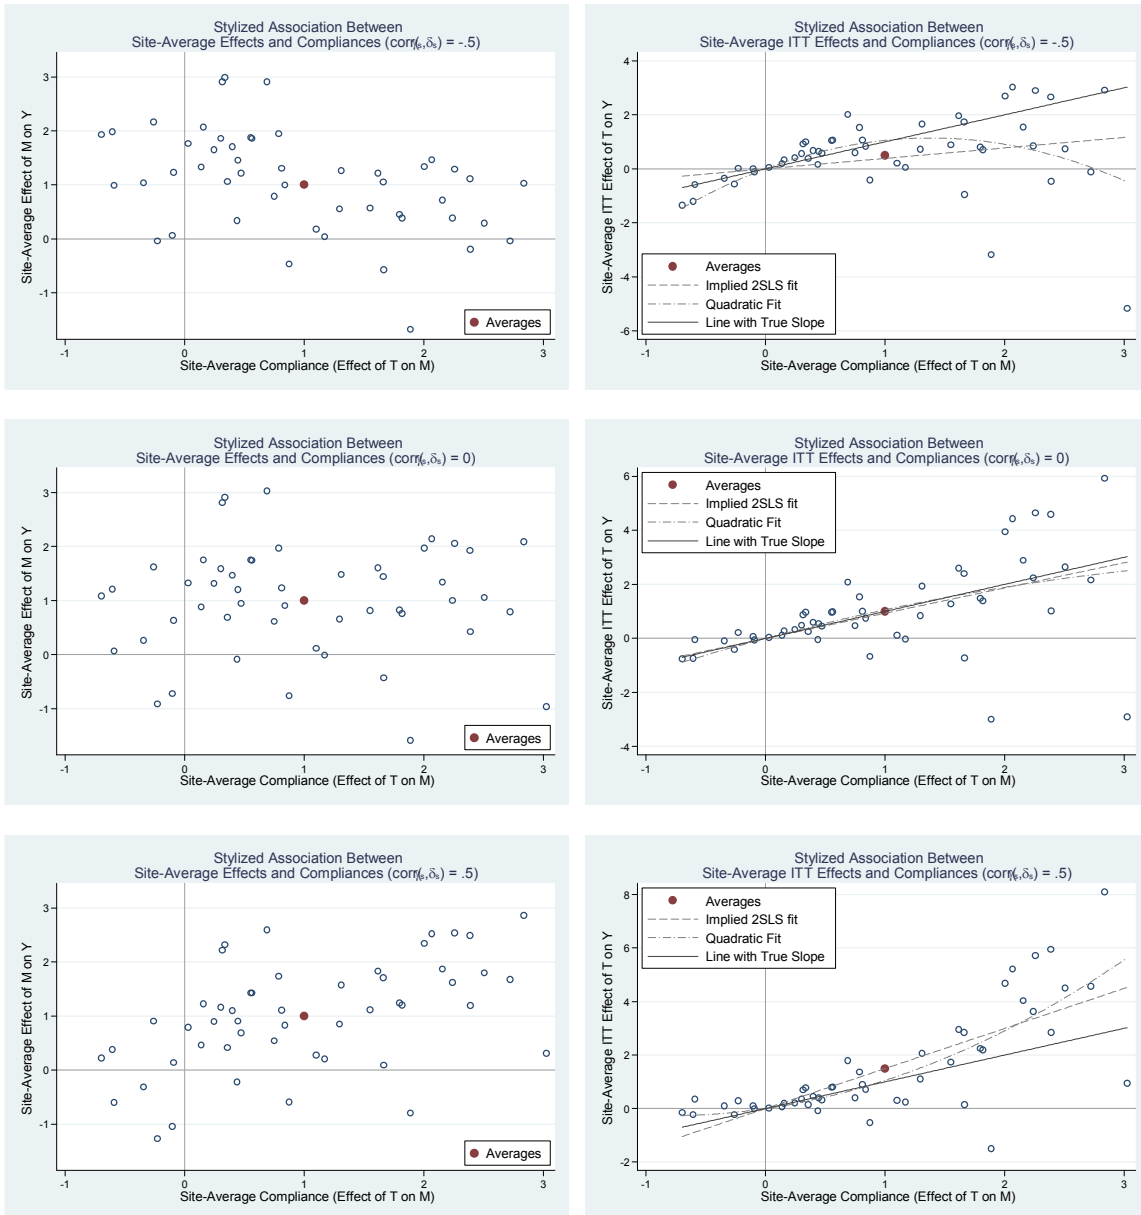 Stylized Association Between
Site-Average Effects and Compliances (corr(γₛ,δₛ) = -.5)
Site-Average Effect of M on Y
3
2
1
0
-1
Averages
-1 0 1 2 3
Site-Average Compliance (Effect of T on M)
Stylized Association Between
Site-Average ITT Effects and Compliances (corr(γₛ,δₛ) = -.5)
Site-Average ITT Effect of T on Y
4
2
0
-2
-4
-6
Averages
Implied 2SLS fit
Quadratic Fit
Line with True Slope
-1 0 1 2 3
Site-Average Compliance (Effect of T on M)
Stylized Association Between
Site-Average Effects and Compliances (corr(γₛ,δₛ) = 0)
Site-Average Effect of M on Y
3
2
1
0
-1
Averages
-1 0 1 2 3
Site-Average Compliance (Effect of T on M)
Stylized Association Between
Site-Average ITT Effects and Compliances (corr(γₛ,δₛ) = 0)
Site-Average ITT Effect of T on Y
6
4
2
0
-2
-4
Averages
Implied 2SLS fit
Quadratic Fit
Line with True Slope
-1 0 1 2 3
Site-Average Compliance (Effect of T on M)
Stylized Association Between
Site-Average Effects and Compliances (corr(γₛ,δₛ) = .5)
Site-Average Effect of M on Y
3
2
1
0
-1
Averages
-1 0 1 2 3
Site-Average Compliance (Effect of T on M)
Stylized Association Between
Site-Average ITT Effects and Compliances (corr(γₛ,δₛ) = .5)
Site-Average ITT Effect of T on Y
8
6
4
2
0
-2
Averages
Implied 2SLS fit
Quadratic Fit
Line with True Slope
-1 0 1 2 3
Site-Average Compliance (Effect of T on M)